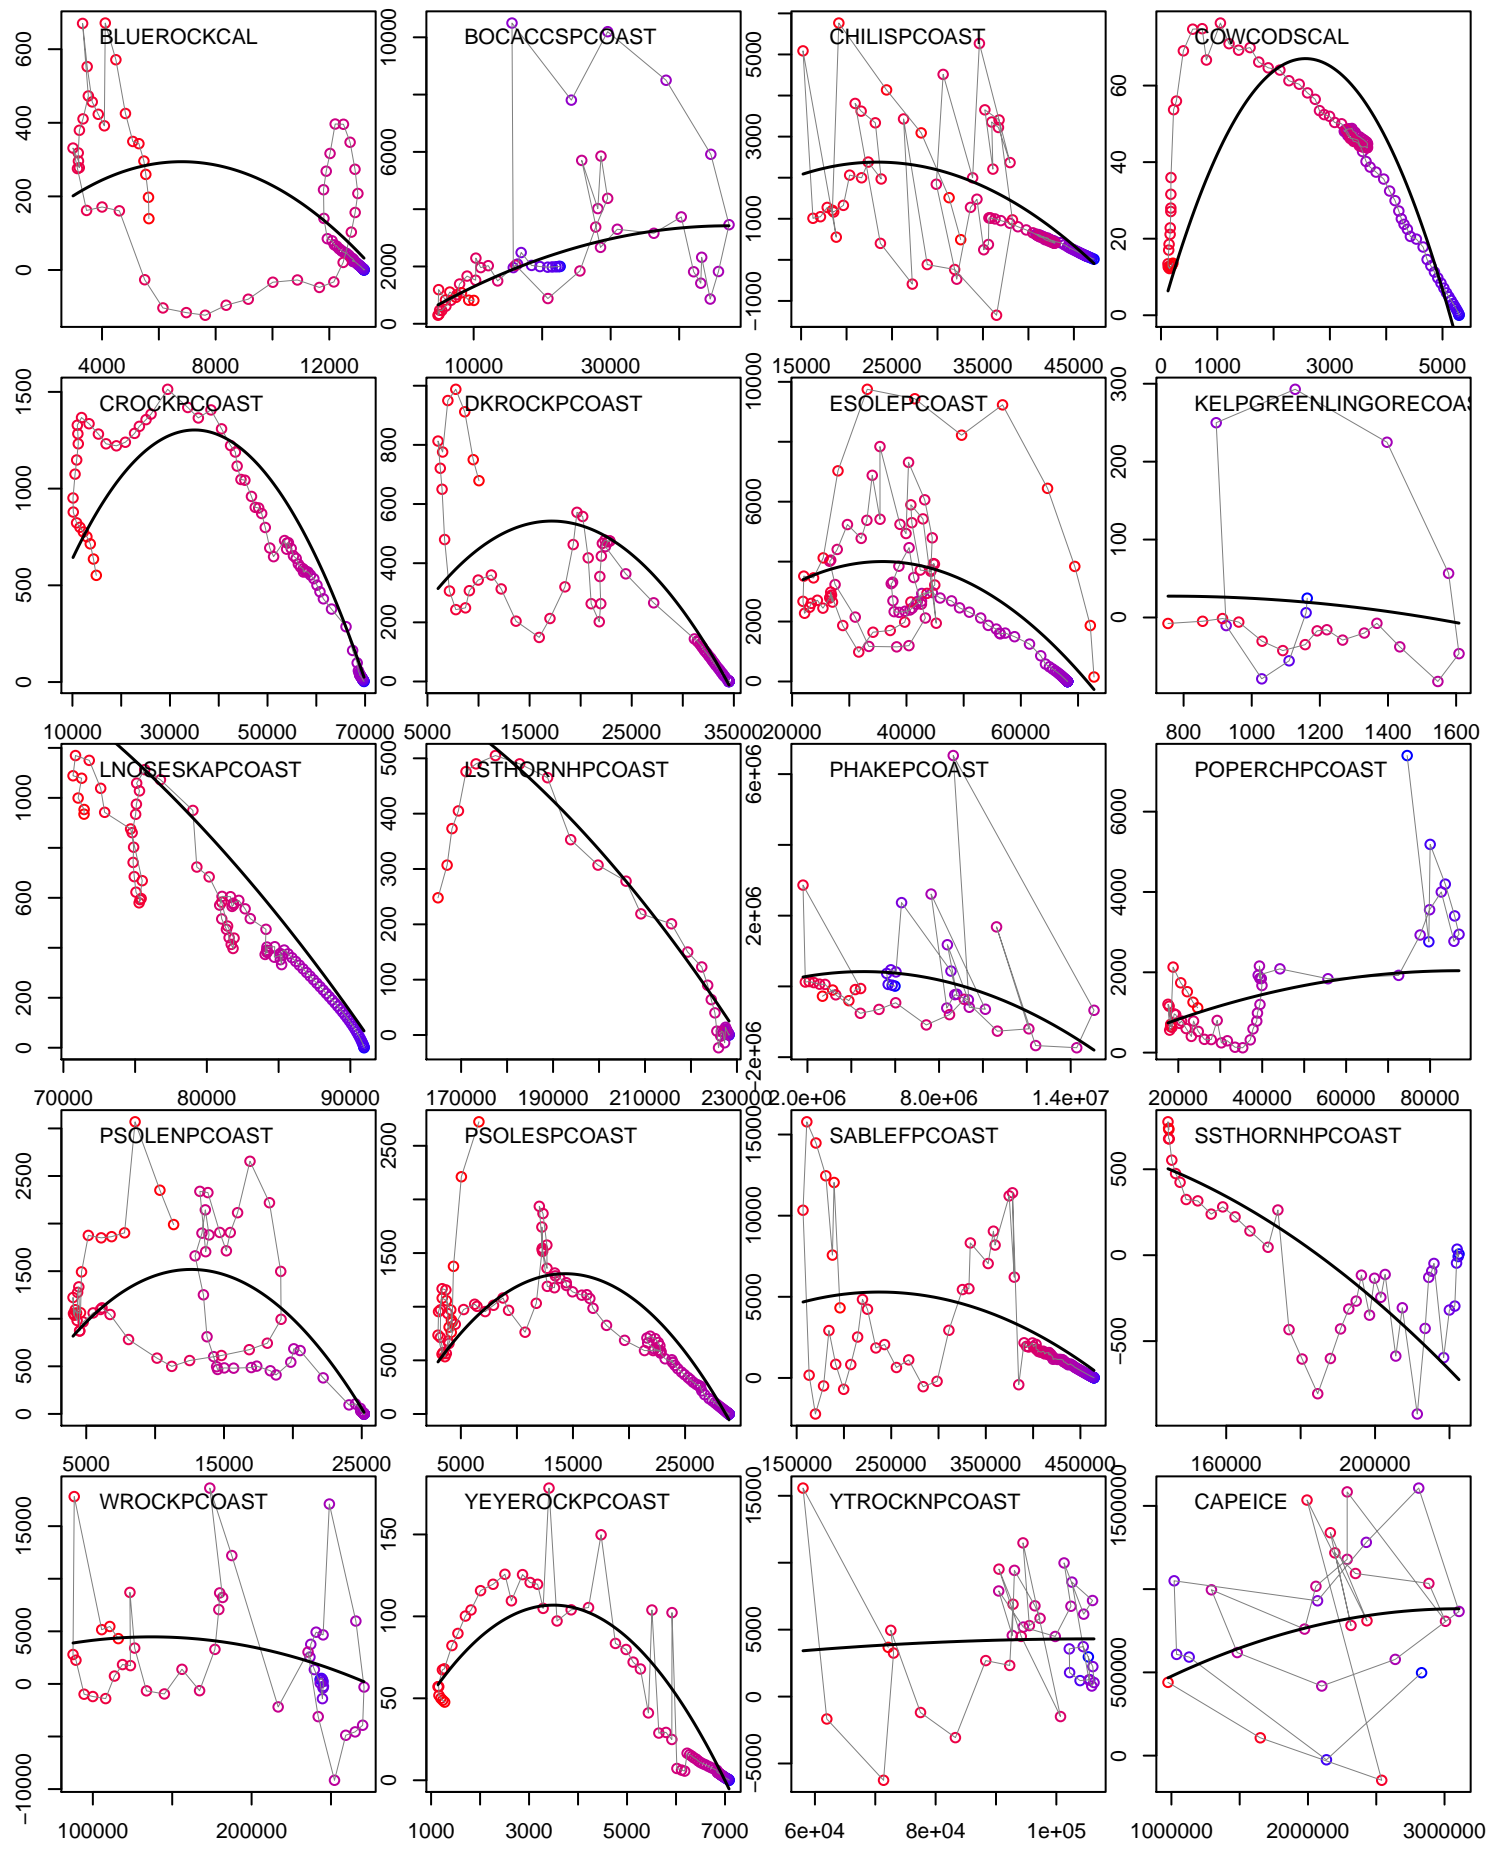 BLUEROCKCAL
0 200 400 600
4000 8000 12000
BOCACCSPCOAST
0 2000 6000 10000
10000 30000
CHILISPCOAST
−1000 1000 3000 5000
15000 25000 35000 45000
COWCODSCAL
0 20 40 60
0 1000 3000 5000
CROCKPCOAST
0 500 1000 1500
10000 30000 50000 70000
DKROCKPCOAST
0 200 400 600 800
5000 15000 25000 35000
ESOLEPCOAST
0 2000 6000 10000
20000 40000 60000
KELPGREENLINGORECOAS
0 100 200 300
800 1000 1200 1400 1600
LNOSESKAPCOAST
0 200 600 1000
70000 80000 90000
LSTHORNHPCOAST
0 100 200 300 400 500
170000 190000 210000 230000
PHAKEPCOAST
−2e+06 2e+06 6e+06
2.0e+06 8.0e+06 1.4e+07
POPERCHPCOAST
0 2000 4000 6000
20000 40000 60000 80000
PSOLENPCOAST
0 500 1500 2500
5000 15000 25000
PSOLESPCOAST
0 500 1500 2500
5000 15000 25000
SABLEFPCOAST
0 5000 10000 15000
150000 250000 350000 450000
SSTHORNHPCOAST
−500 0 500
160000 200000
WROCKPCOAST
−10000 0 5000 15000
100000 200000
YEYEROCKPCOAST
0 50 100 150
1000 3000 5000 7000
YTROCKNPCOAST
−5000 0 5000 15000
6e+04 8e+04 1e+05
CAPEICE
0 500000 1500000
1000000 2000000 3000000